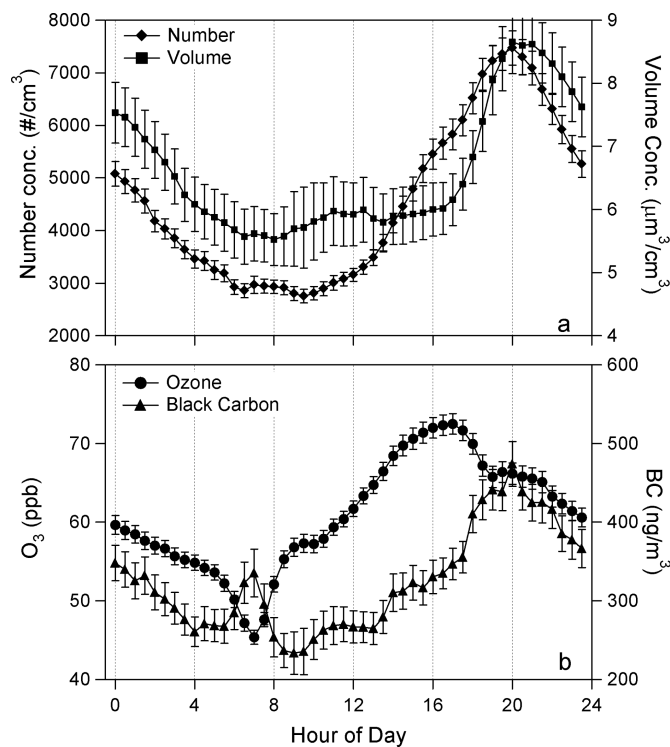 8000
7000
6000
5000
4000
3000
2000
Number conc. (#/cm³)
Number
Volume
9
8
7
6
5
4
Volume Conc. (μm³/cm³)
a
80
70
60
50
40
O₃ (ppb)
Ozone
Black Carbon
600
500
400
300
200
BC (ng/m³)
b
0 4 8 12 16 20 24
Hour of Day